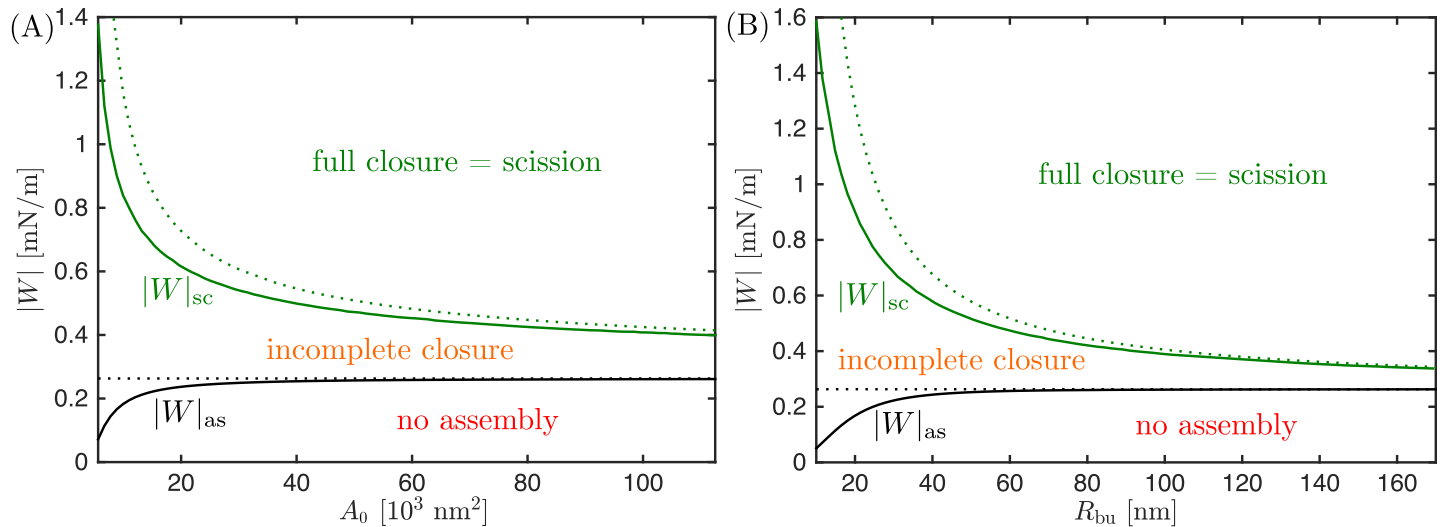 (A)
1.4
1.2
1
0.8
0.6
0.4
0.2
0
|W| [mN/m]
full closure = scission
|W|sc
incomplete closure
|W|as
no assembly
20 40 60 80 100
A₀ [10³ nm²]
(B)
1.6
1.4
1.2
1
0.8
0.6
0.4
0.2
0
|W| [mN/m]
full closure = scission
|W|sc
incomplete closure
|W|as
no assembly
20 40 60 80 100 120 140 160
Rbu [nm]